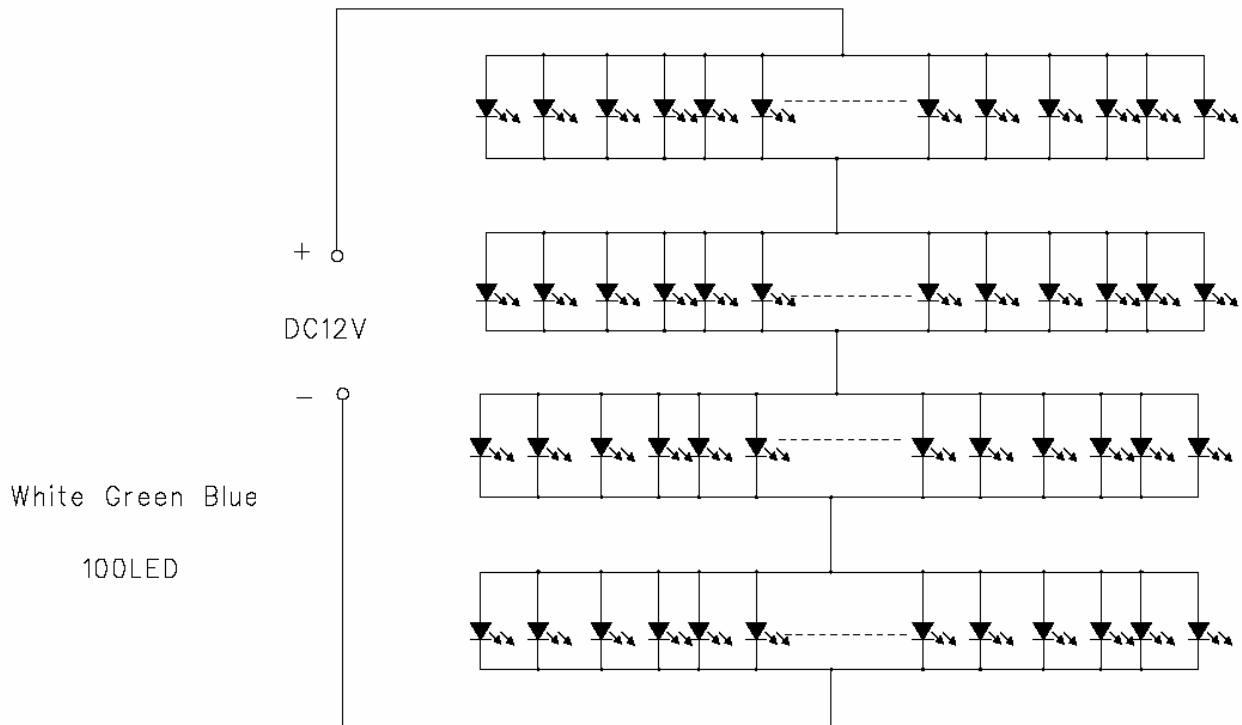 +
DC12V
−
White Green Blue
100LED